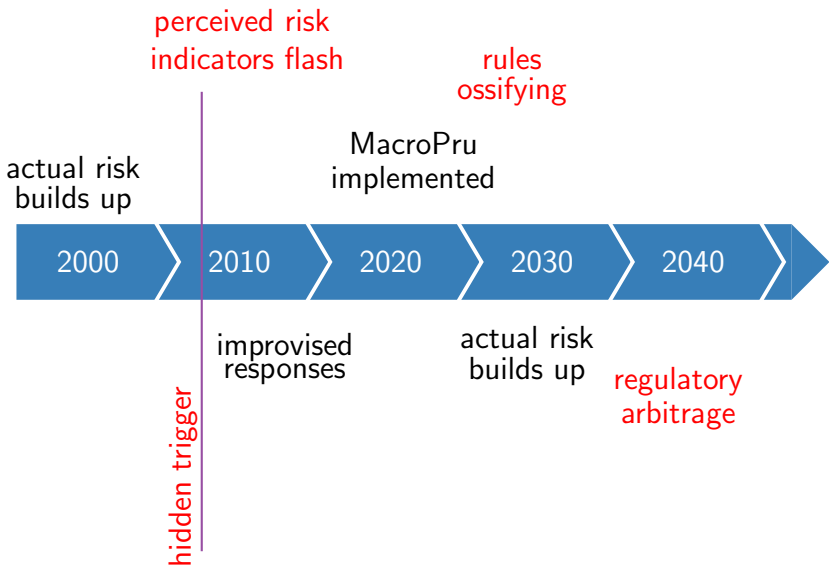 perceived risk
indicators flash
rules
ossifying
MacroPru
implemented
actual risk
builds up
2000
2010
2020
2030
2040
improvised
responses
actual risk
builds up
regulatory
arbitrage
hidden trigger